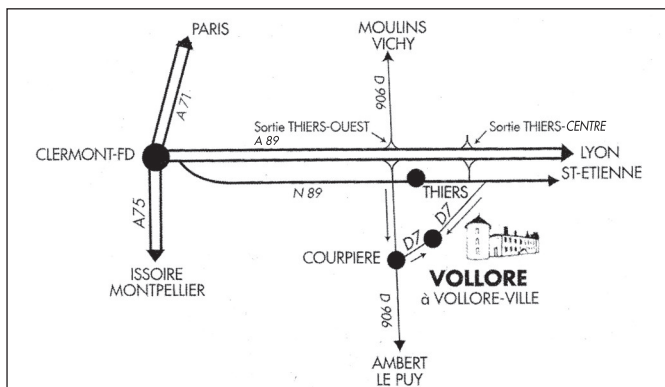 PARIS
MOULINS
VICHY
A 71
906 D
Sortie THIERS-OUEST
Sortie THIERS-CENTRE
A 89
CLERMONT-FD
LYON
ST-ETIENNE
THIERS
N 89
A75
D7
D7
COURPIERE
ISSOIRE
MONTPELLIER
VOLLORE
à VOLLORE-VILLE
906 D
AMBERT
LE PUY